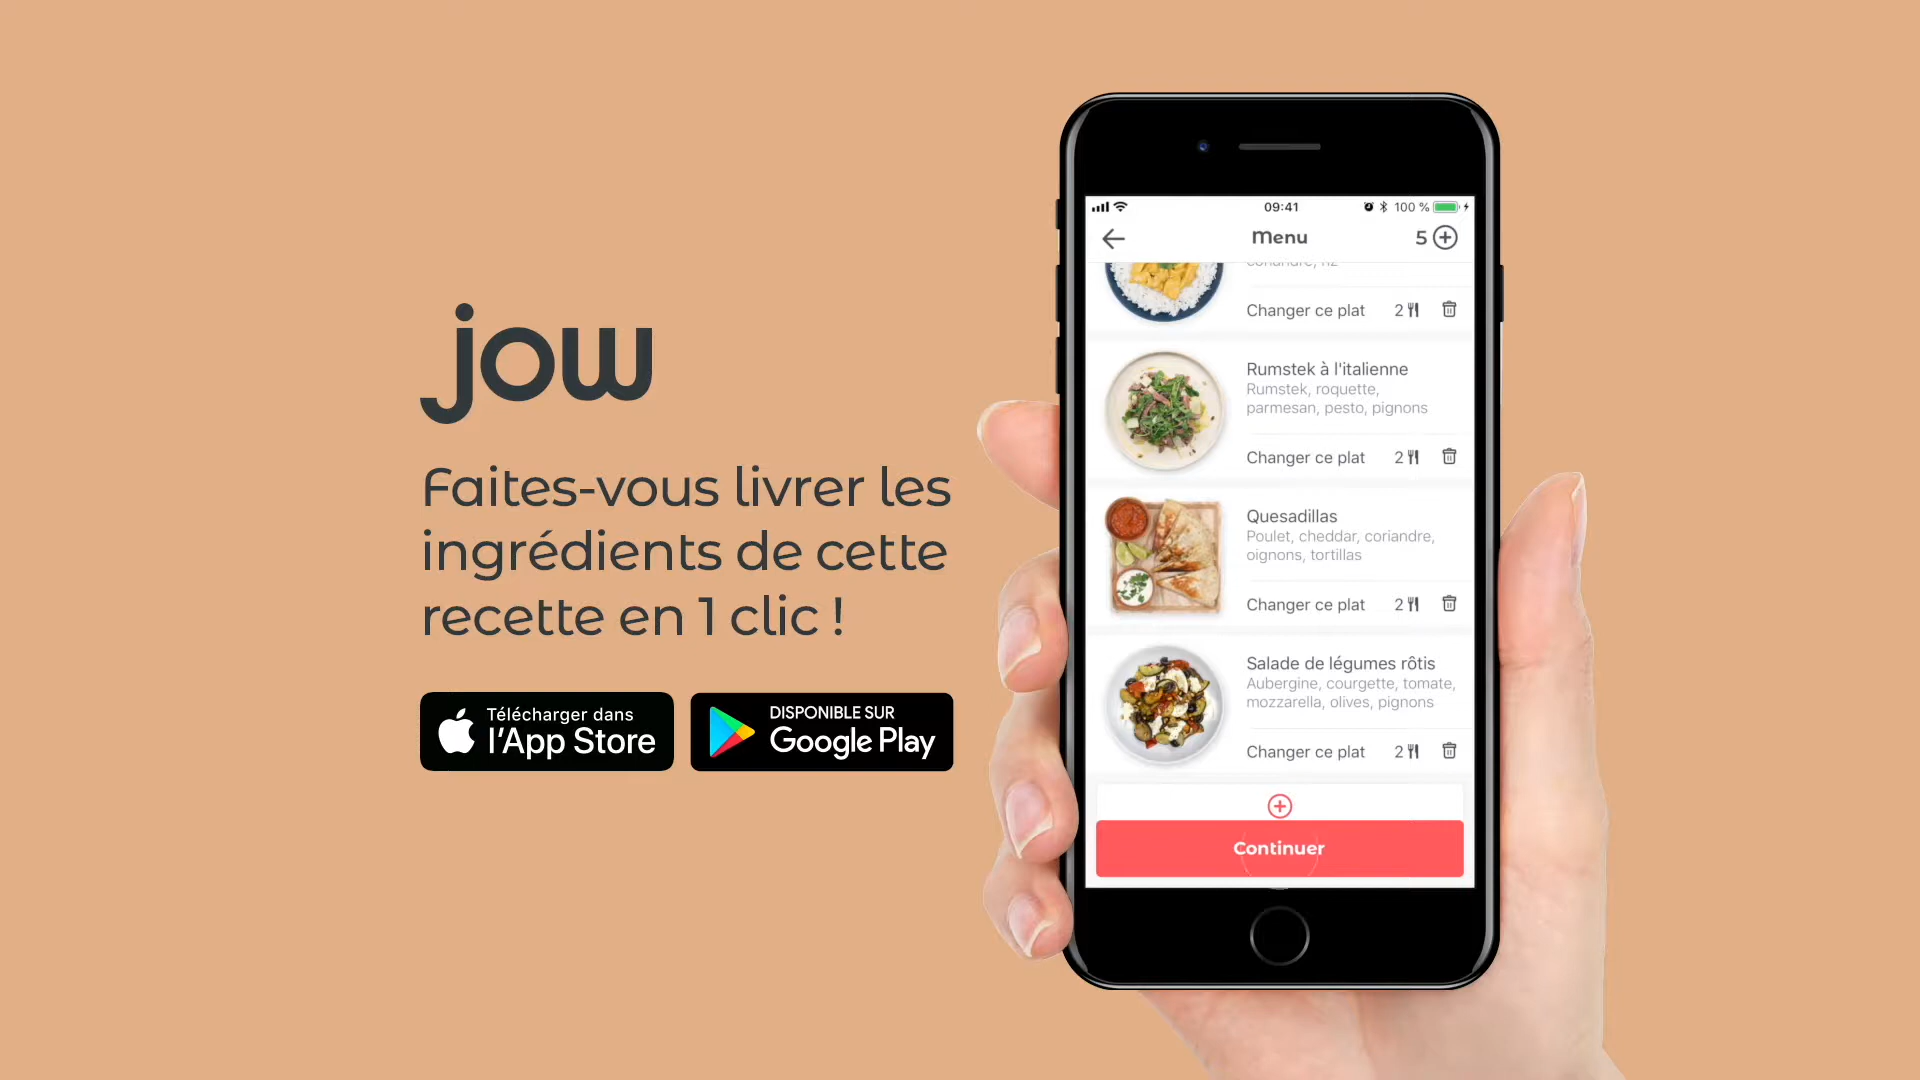 jow
Faites-vous livrer les
ingrédients de cette
recette en 1 clic !
Télécharger dans
l'App Store
DISPONIBLE SUR
Google Play
09:41
100 %
Menu
5
Changer ce plat 2
Rumstek à l'italienne
Rumstek, roquette,
parmesan, pesto, pignons
Changer ce plat 2
Quesadillas
Poulet, cheddar, coriandre,
oignons, tortillas
Changer ce plat 2
Salade de légumes rôtis
Aubergine, courgette, tomate,
mozzarella, olives, pignons
Changer ce plat 2
Continuer